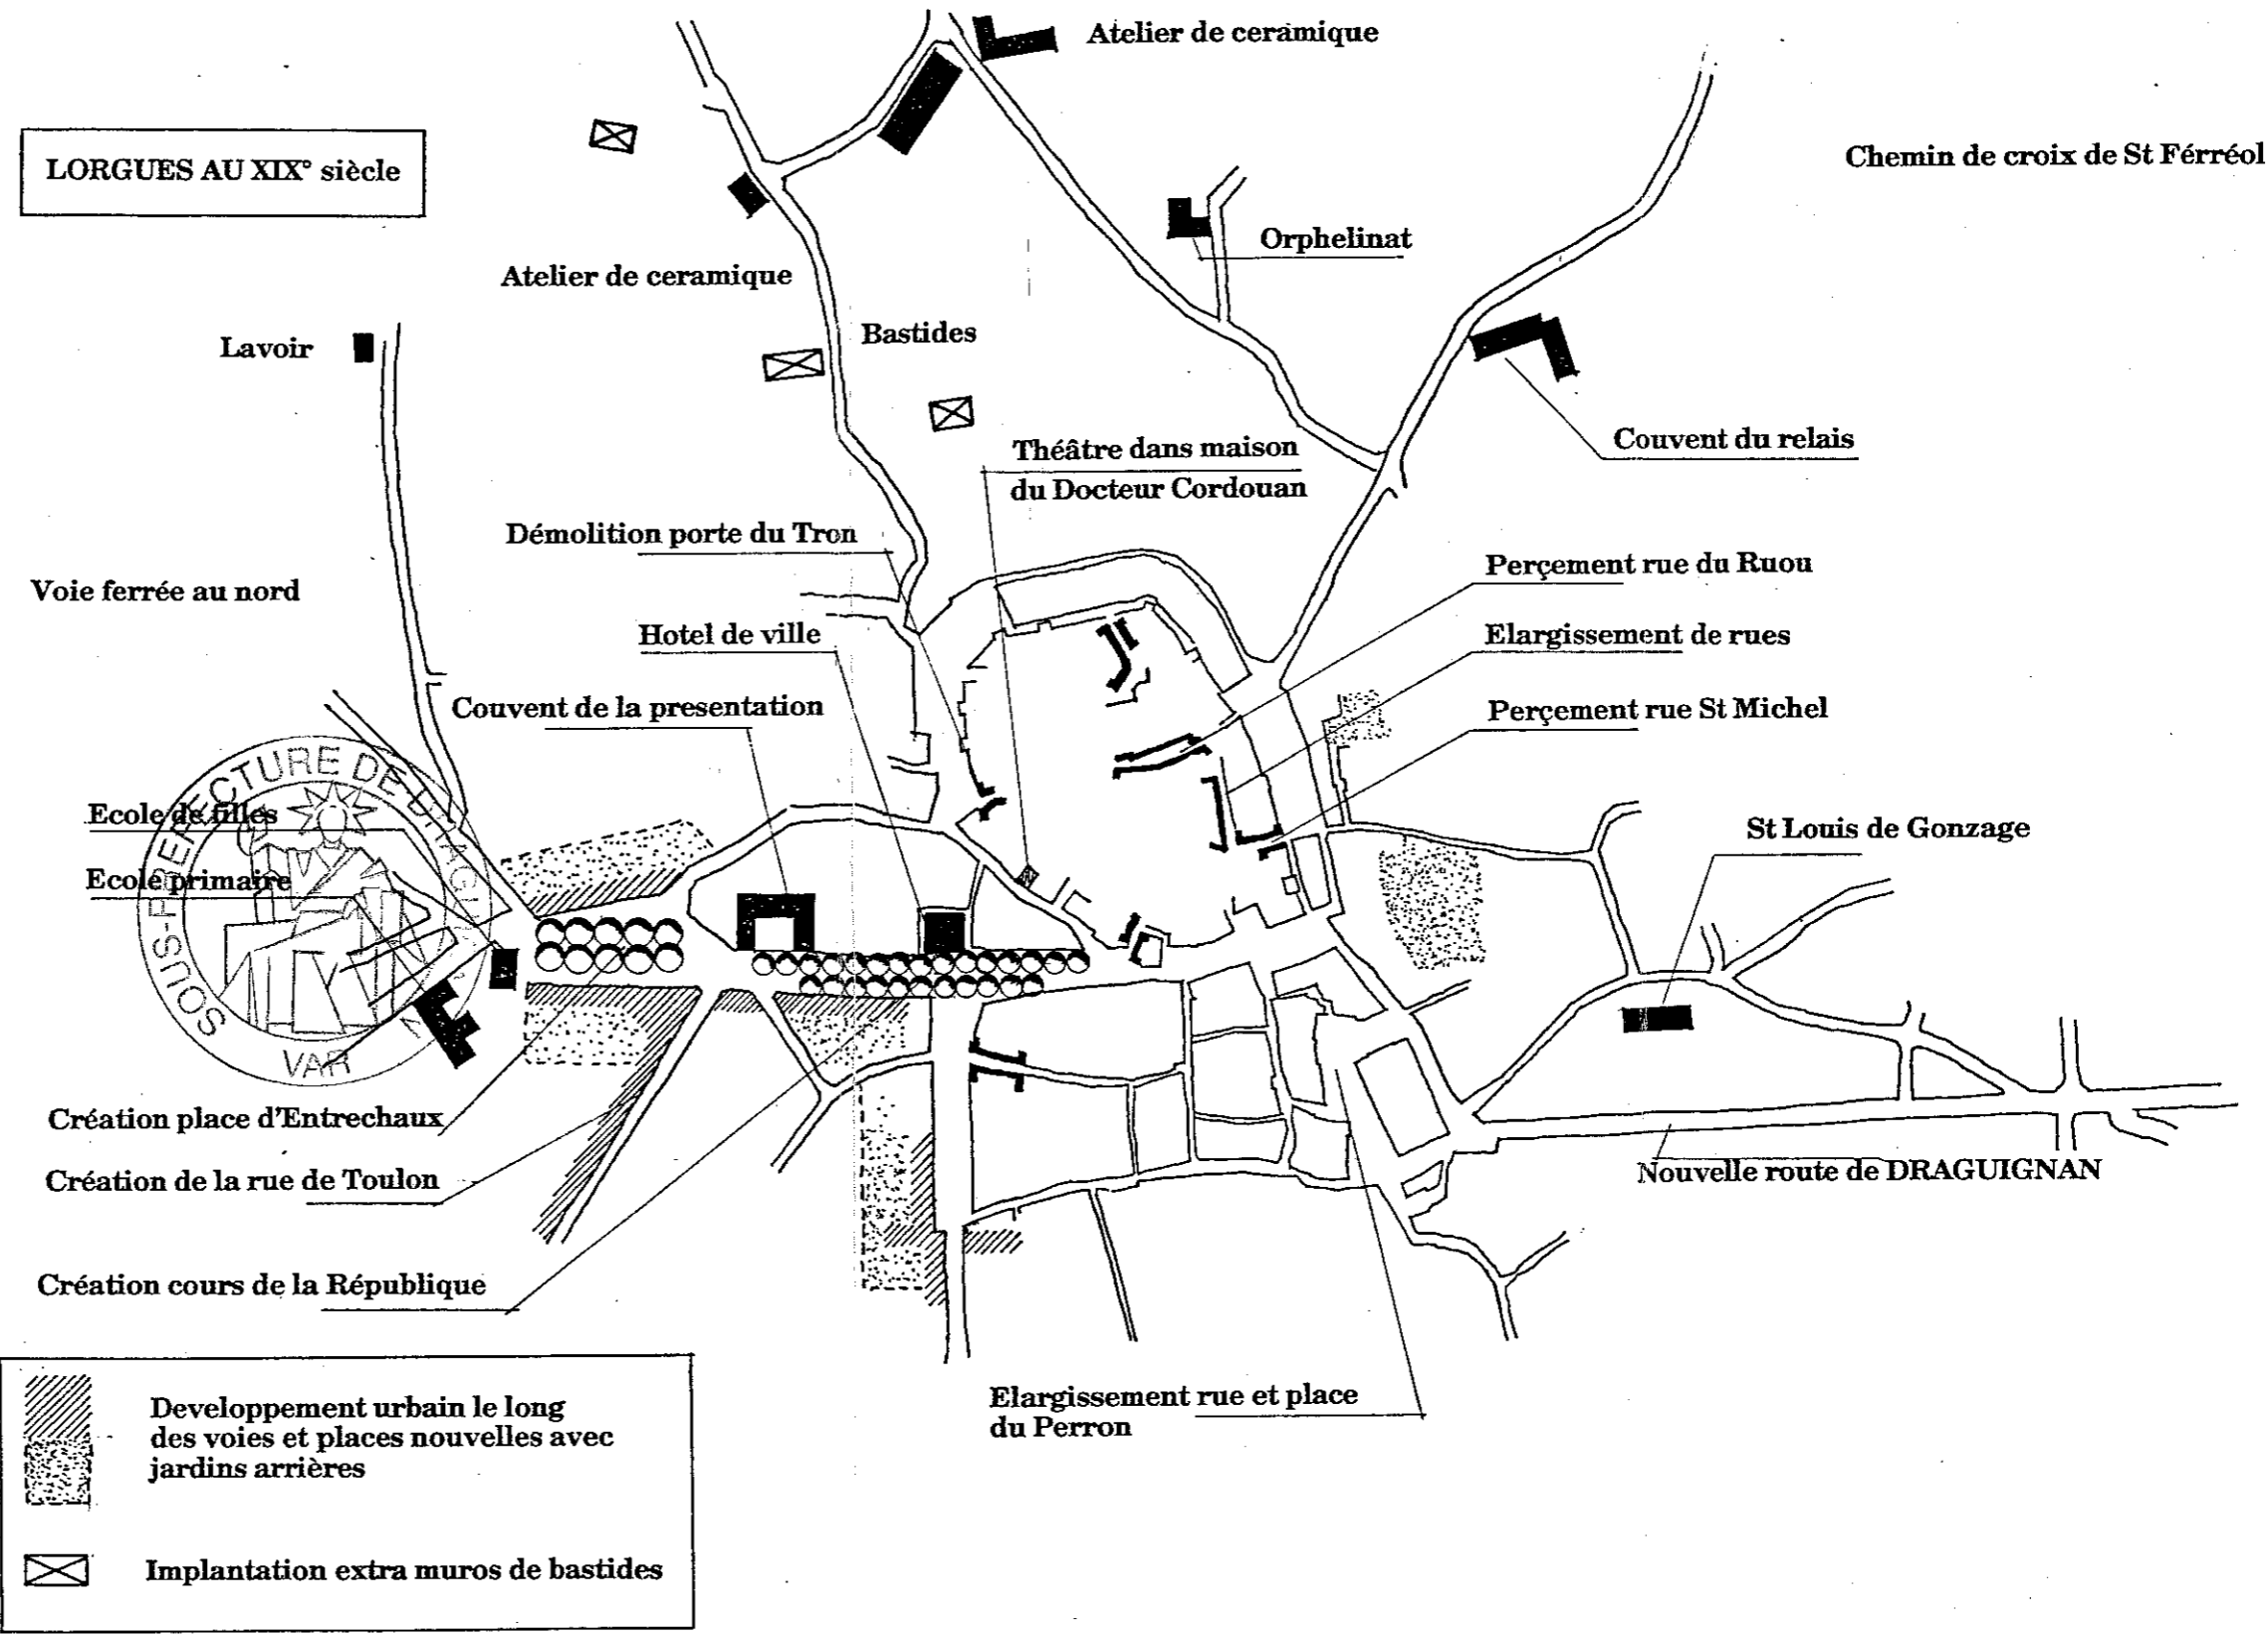 Atelier de ceramique
LORGUES AU XIX° siècle
Chemin de croix de St Férréol
Orphelinat
Atelier de ceramique
Bastides
Lavoir
Couvent du relais
Théâtre dans maison
du Docteur Cordouan
Démolition porte du Tron
Perçement rue du Ruou
Voie ferrée au nord
Hotel de ville
Elargissement de rues
Couvent de la presentation
Perçement rue St Michel
Ecole de filles
St Louis de Gonzage
Ecole primaire
SOUS-PREFECTURE DE
VAR
Création place d'Entrechaux
Création de la rue de Toulon
Nouvelle route de DRAGUIGNAN
Création cours de la République
Elargissement rue et place
du Perron
Developpement urbain le long
des voies et places nouvelles avec
jardins arrières
Implantation extra muros de bastides